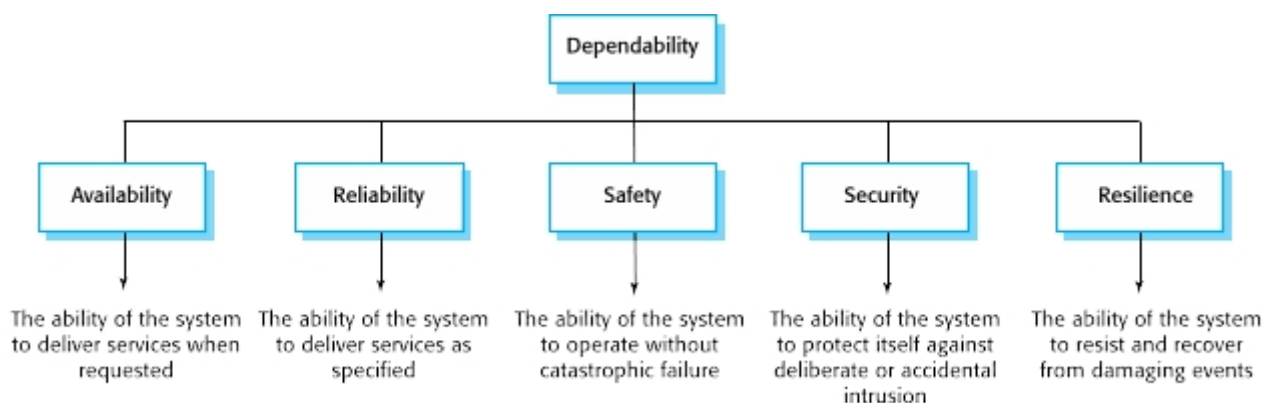 Dependability
Availability
Reliability
Safety
Security
Resilience
The ability of the system
to deliver services when
requested
The ability of the system
to deliver services as
specified
The ability of the system
to operate without
catastrophic failure
The ability of the system
to protect itself against
deliberate or accidental
intrusion
The ability of the system
to resist and recover
from damaging events